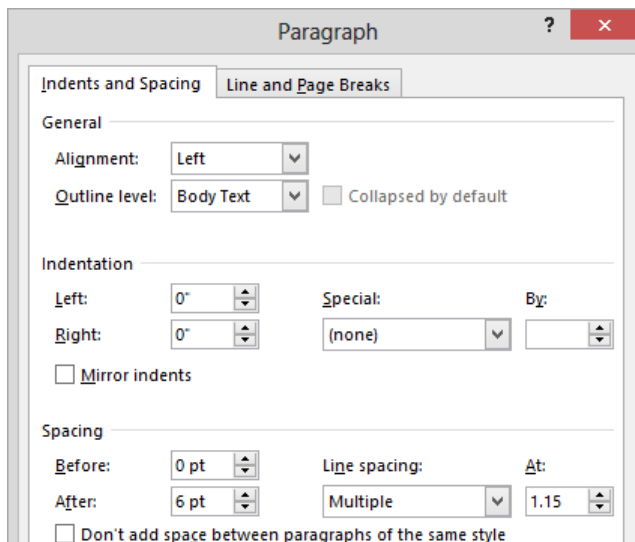 Paragraph ?
Indents and Spacing Line and Page Breaks
General
Alignment: Left
Outline level: Body Text Collapsed by default
Indentation
Left: 0" Special: By:
Right: 0" (none)
Mirror indents
Spacing
Before: 0 pt Line spacing: At:
After: 6 pt Multiple 1.15
Don't add space between paragraphs of the same style